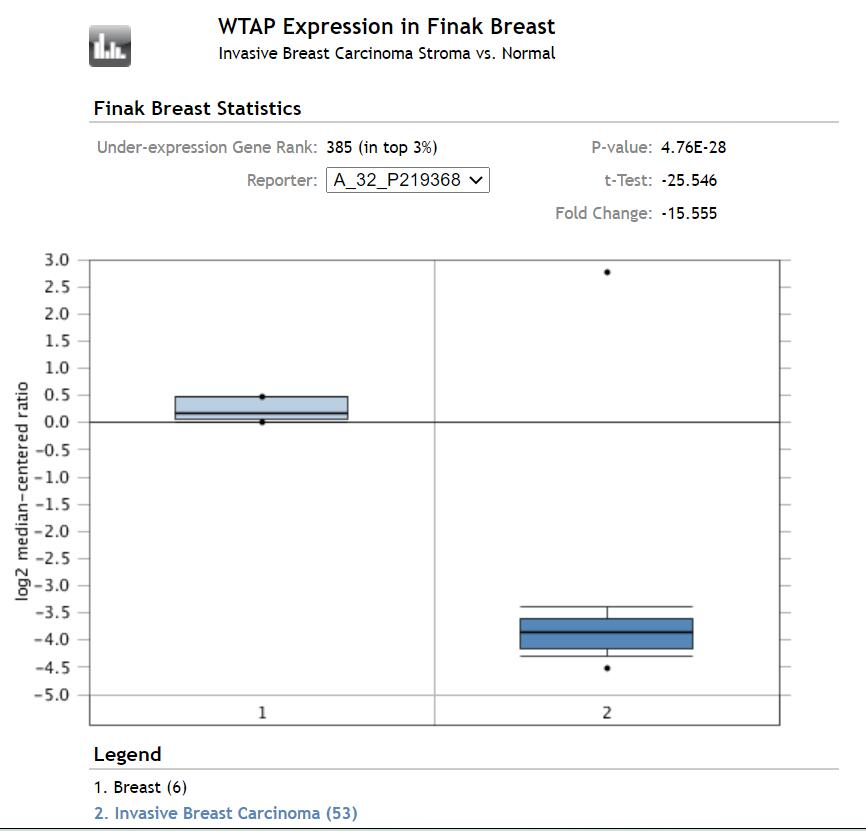 WTAP Expression in Finak Breast
Invasive Breast Carcinoma Stroma vs. Normal
Finak Breast Statistics
Under-expression Gene Rank: 385 (in top 3%)
P-value: 4.76E-28
Reporter: A_32_P219368
t-Test: -25.546
Fold Change: -15.555
log2 median-centered ratio
3.0
2.5
2.0
1.5
1.0
0.5
0.0
-0.5
-1.0
-1.5
-2.0
-2.5
-3.0
-3.5
-4.0
-4.5
-5.0
1 2
Legend
1. Breast (6)
2. Invasive Breast Carcinoma (53)